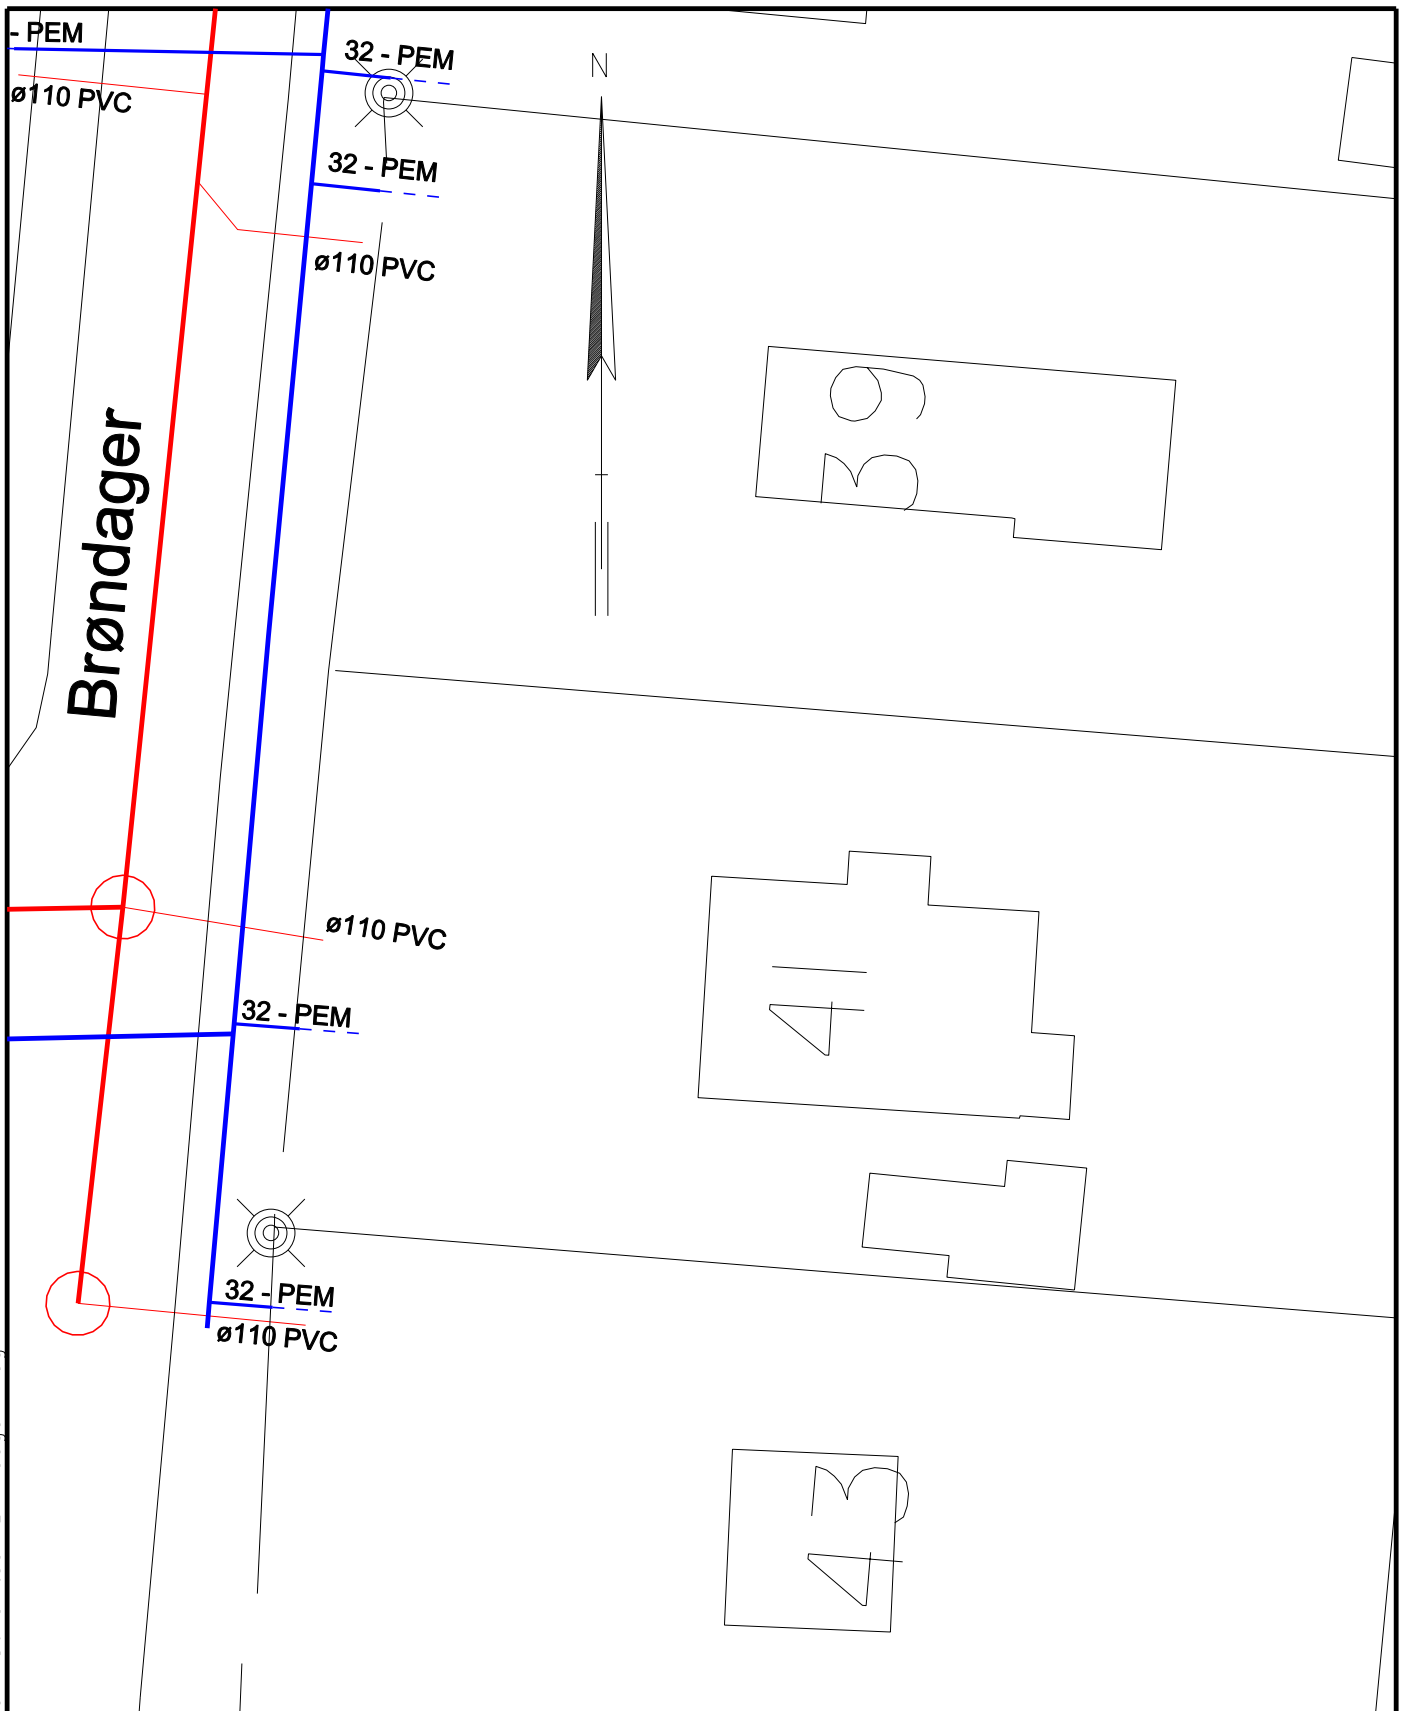 - PEM
32 - PEM
N
ø110 PVC
32 - PEM
ø110 PVC
39
Brøndager
ø110 PVC
41
32 - PEM
32 - PEM
ø110 PVC
43